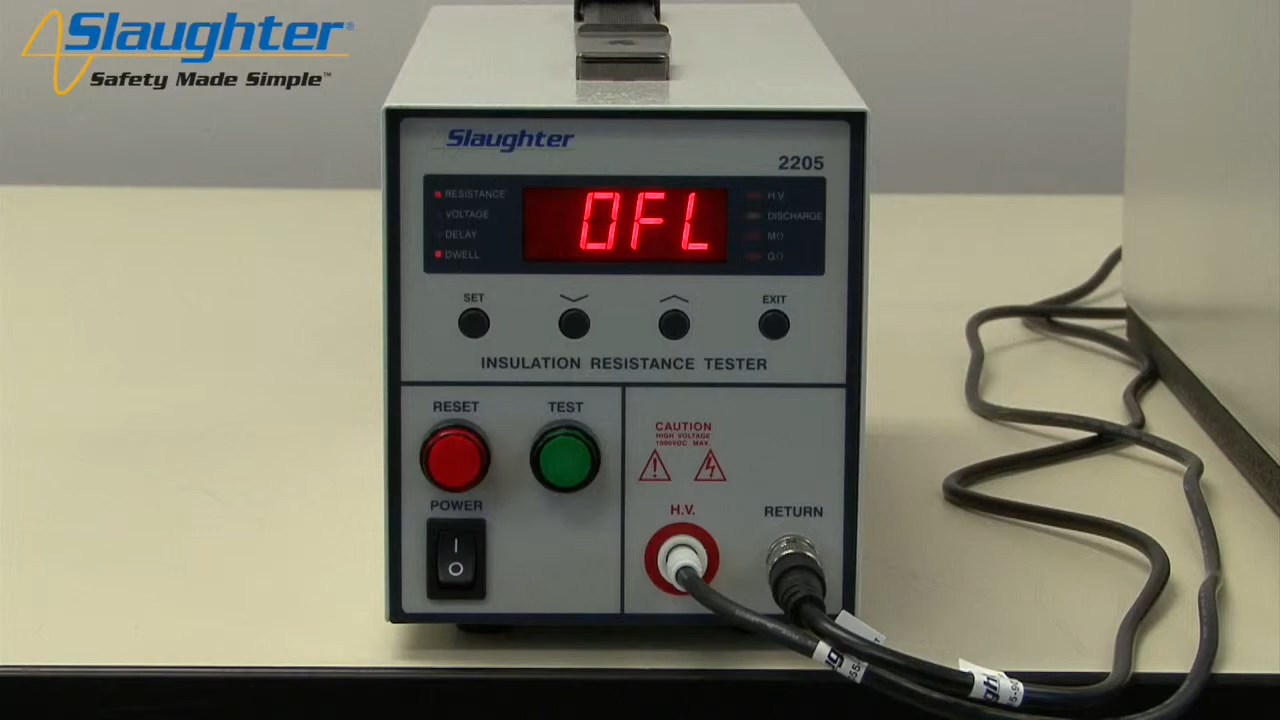 Slaughter®
Safety Made Simple™
Slaughter
2205
RESISTANCE
VOLTAGE
DELAY
DWELL
OFL
H.V.
DISCHARGE
MΩ
GΩ
SET
EXIT
INSULATION RESISTANCE TESTER
RESET
TEST
CAUTION
HIGH VOLTAGE
1000VDC MAX.
POWER
H.V.
RETURN